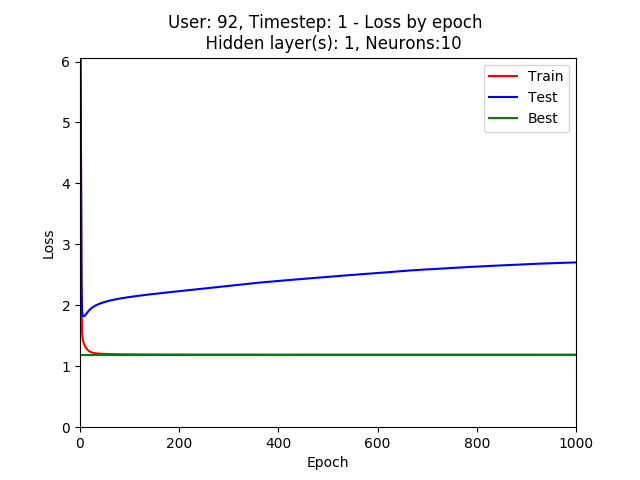 User: 92, Timestep: 1 - Loss by epoch
Hidden layer(s): 1, Neurons:10
Train
Test
Best
6
5
4
3
2
1
0
Loss
0 200 400 600 800 1000
Epoch